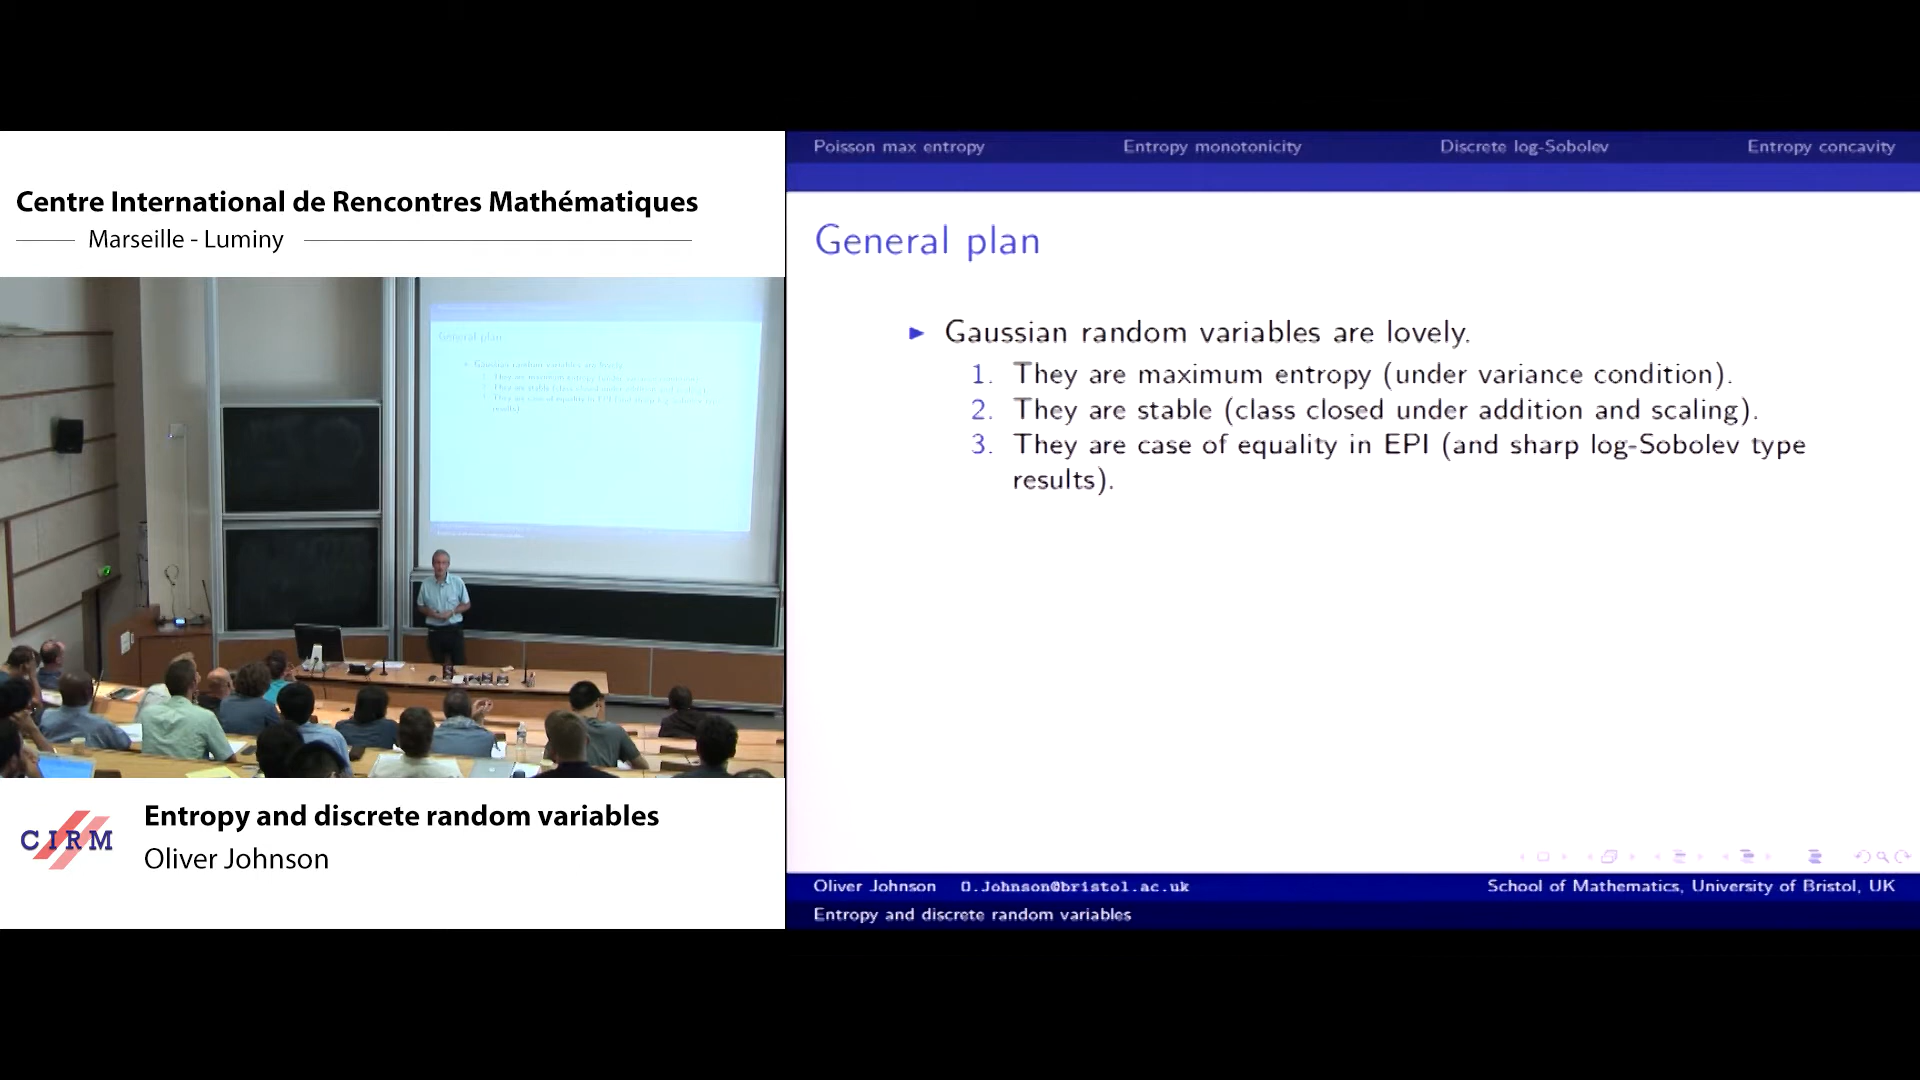 Centre International de Rencontres Mathématiques
Marseille - Luminy
General plan
CIRM
Entropy and discrete random variables
Oliver Johnson
Poisson max entropy Entropy monotonicity Discrete log-Sobolev Entropy concavity
General plan
► Gaussian random variables are lovely.
1. They are maximum entropy (under variance condition).
2. They are stable (class closed under addition and scaling).
3. They are case of equality in EPI (and sharp log-Sobolev type
results).
Oliver Johnson O.Johnson@bristol.ac.uk School of Mathematics, University of Bristol, UK
Entropy and discrete random variables